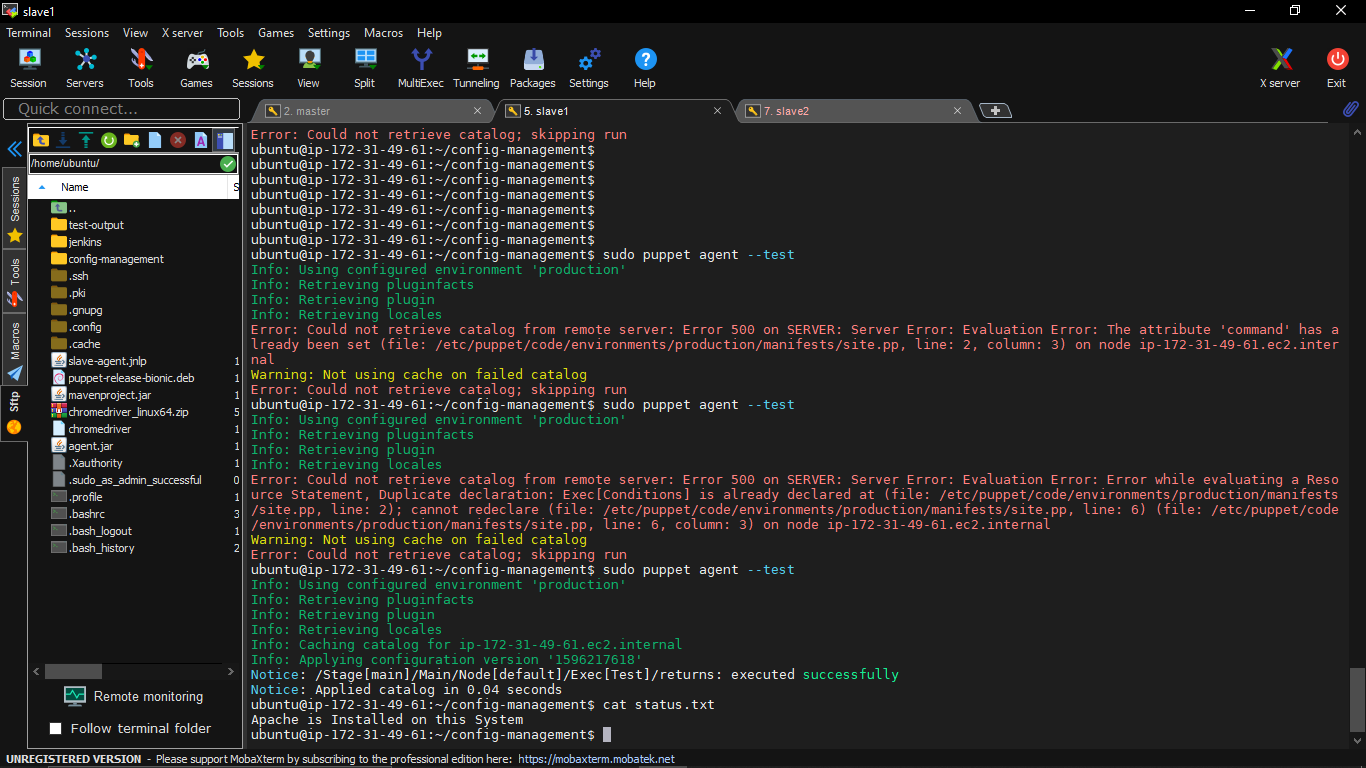 slave1
Terminal Sessions View X server Tools Games Settings Macros Help
Session Servers Tools Games Sessions View Split MultiExec Tunneling Packages Settings Help X server Exit
Quick connect...
2. master
5. slave1
7. slave2
/home/ubuntu/
Name S
..
test-output
jenkins
config-management
.ssh
.pki
.gnupg
.config
.cache
slave-agent.jnlp 1
puppet-release-bionic.deb 1
mavenproject.jar 1
chromedriver_linux64.zip 5
chromedriver 1
agent.jar 1
.Xauthority 1
.sudo_as_admin_successful 0
.profile 1
.bashrc 3
.bash_logout 1
.bash_history 2
Sessions
Tools
Macros
Sftp
Remote monitoring
Follow terminal folder
Error: Could not retrieve catalog; skipping run
ubuntu@ip-172-31-49-61:~/config-management$
ubuntu@ip-172-31-49-61:~/config-management$
ubuntu@ip-172-31-49-61:~/config-management$
ubuntu@ip-172-31-49-61:~/config-management$
ubuntu@ip-172-31-49-61:~/config-management$
ubuntu@ip-172-31-49-61:~/config-management$
ubuntu@ip-172-31-49-61:~/config-management$
ubuntu@ip-172-31-49-61:~/config-management$ sudo puppet agent --test
Info: Using configured environment 'production'
Info: Retrieving pluginfacts
Info: Retrieving plugin
Info: Retrieving locales
Error: Could not retrieve catalog from remote server: Error 500 on SERVER: Server Error: Evaluation Error: The attribute 'command' has a
lready been set (file: /etc/puppet/code/environments/production/manifests/site.pp, line: 2, column: 3) on node ip-172-31-49-61.ec2.inter
nal
Warning: Not using cache on failed catalog
Error: Could not retrieve catalog; skipping run
ubuntu@ip-172-31-49-61:~/config-management$ sudo puppet agent --test
Info: Using configured environment 'production'
Info: Retrieving pluginfacts
Info: Retrieving plugin
Info: Retrieving locales
Error: Could not retrieve catalog from remote server: Error 500 on SERVER: Server Error: Evaluation Error: Error while evaluating a Reso
urce Statement, Duplicate declaration: Exec[Conditions] is already declared at (file: /etc/puppet/code/environments/production/manifests
/site.pp, line: 2); cannot redeclare (file: /etc/puppet/code/environments/production/manifests/site.pp, line: 6) (file: /etc/puppet/code
/environments/production/manifests/site.pp, line: 6, column: 3) on node ip-172-31-49-61.ec2.internal
Warning: Not using cache on failed catalog
Error: Could not retrieve catalog; skipping run
ubuntu@ip-172-31-49-61:~/config-management$ sudo puppet agent --test
Info: Using configured environment 'production'
Info: Retrieving pluginfacts
Info: Retrieving plugin
Info: Retrieving locales
Info: Caching catalog for ip-172-31-49-61.ec2.internal
Info: Applying configuration version '1596217618'
Notice: /Stage[main]/Main/Node[default]/Exec[Test]/returns: executed successfully
Notice: Applied catalog in 0.04 seconds
ubuntu@ip-172-31-49-61:~/config-management$ cat status.txt
Apache is Installed on this System
ubuntu@ip-172-31-49-61:~/config-management$
UNREGISTERED VERSION - Please support MobaXterm by subscribing to the professional edition here: https://mobaxterm.mobatek.net